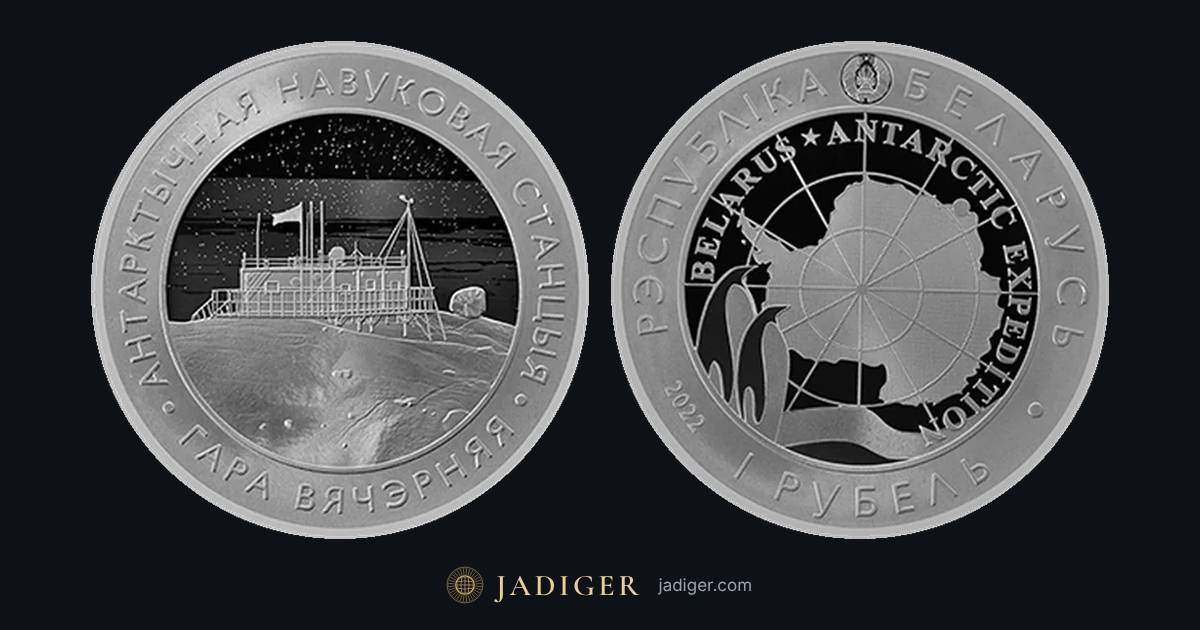 АНТАРКТЫЧНАЯ НАВУКОВАЯ СТАНЦЫЯ
• ГАРА ВЯЧЭРНЯЯ •
РЭСПУБЛІКА БЕЛАРУСЬ
BELARUS ★ ANTARCTIC EXPEDITION
2022
1 РУБЕЛЬ
JADIGER jadiger.com